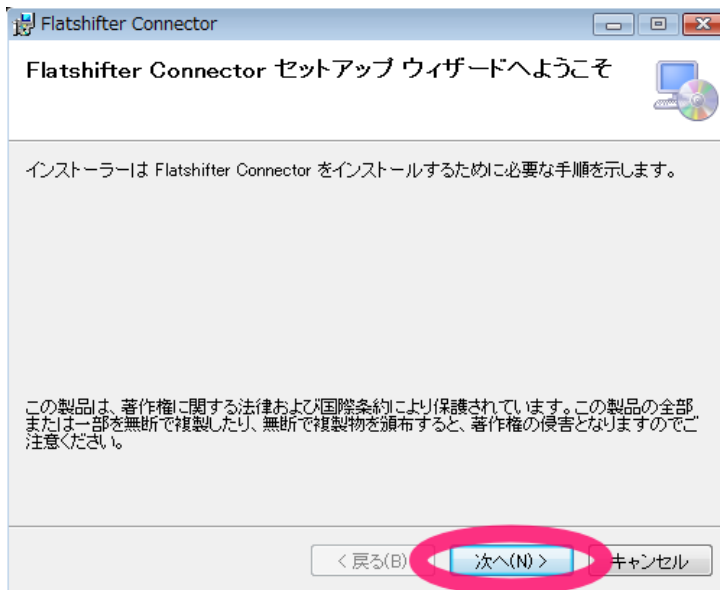 Flatshifter Connector
Flatshifter Connector セットアップ ウィザードへようこそ
インストーラーは Flatshifter Connector をインストールするために必要な手順を示します。
この製品は、著作権に関する法律および国際条約により保護されています。この製品の全部
または一部を無断で複製したり、無断で複製物を頒布すると、著作権の侵害となりますのでご
注意ください。
< 戻る(B) 次へ(N) > キャンセル